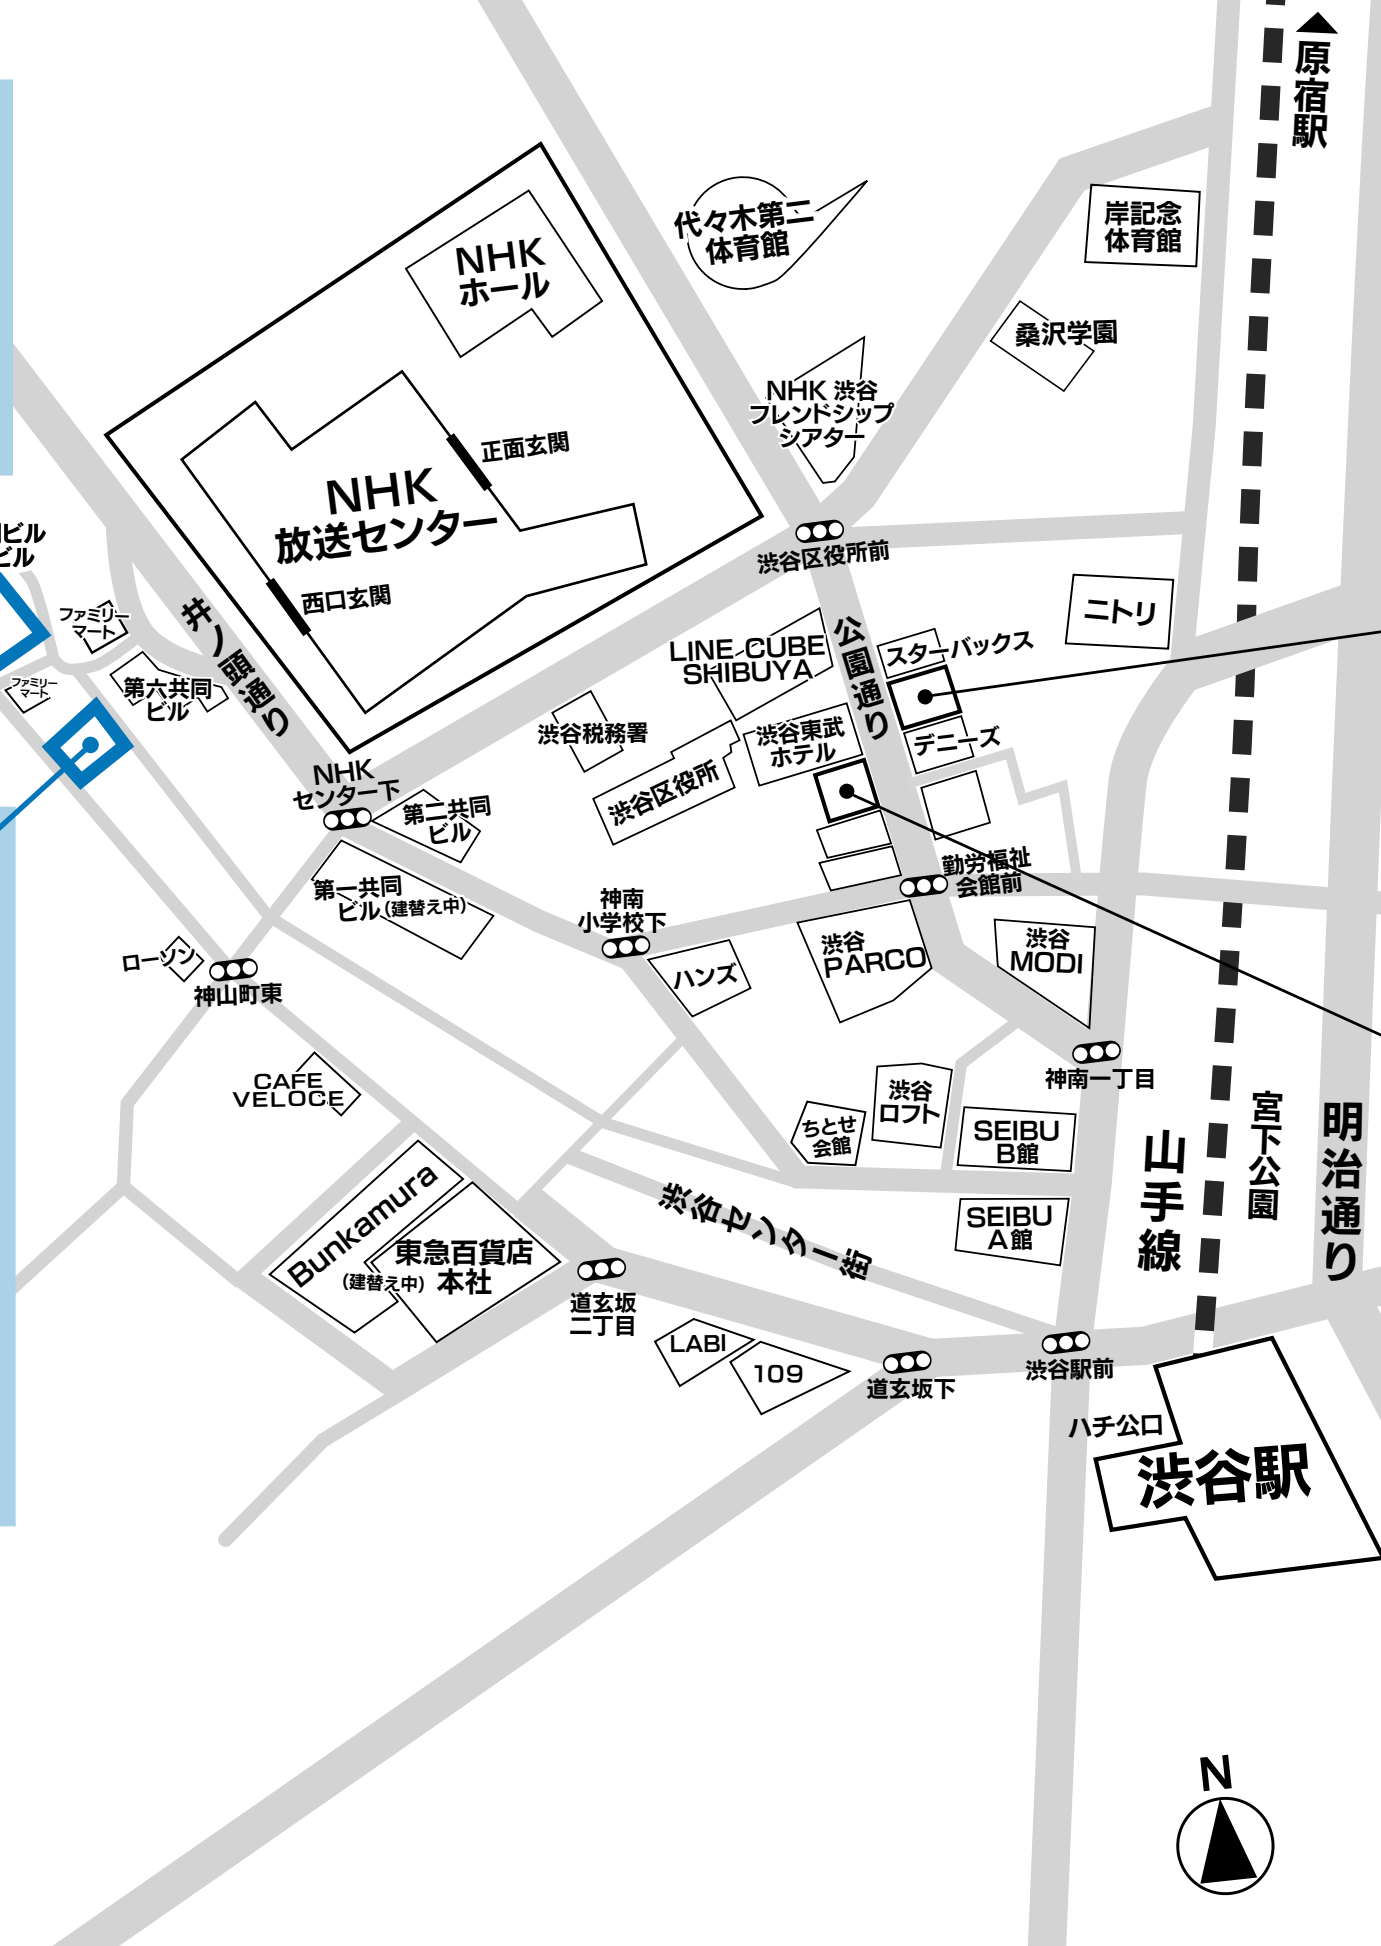 原宿駅
代々木第二
体育館
岸記念
体育館
NHK
ホール
桑沢学園
NHK 渋谷
フレンドシップ
シアター
正面玄関
NHK
放送センター
西口玄関
ビル
ビル
渋谷区役所前
ファミリー
マート
井ノ頭通り
ニトリ
LINE CUBE
SHIBUYA
公園通り
スターバックス
ファミリー
マート
第六共同
ビル
渋谷税務署
渋谷東武
ホテル
デニーズ
渋谷区役所
NHK
センター下
第二共同
ビル
勤労福祉
会館前
第一共同
ビル(建替え中)
神南
小学校下
渋谷
PARCO
渋谷
MODI
ハンズ
ローソン
神山町東
神南一丁目
CAFE
VELOCE
渋谷
ロフト
ちとせ
会館
SEIBU
B館
宮下公園
明治通り
山手線
Bunkamura
東急百貨店
(建替え中)本社
渋谷センター街
SEIBU
A館
道玄坂
二丁目
LABI
109
道玄坂下
渋谷駅前
ハチ公口
渋谷駅
N